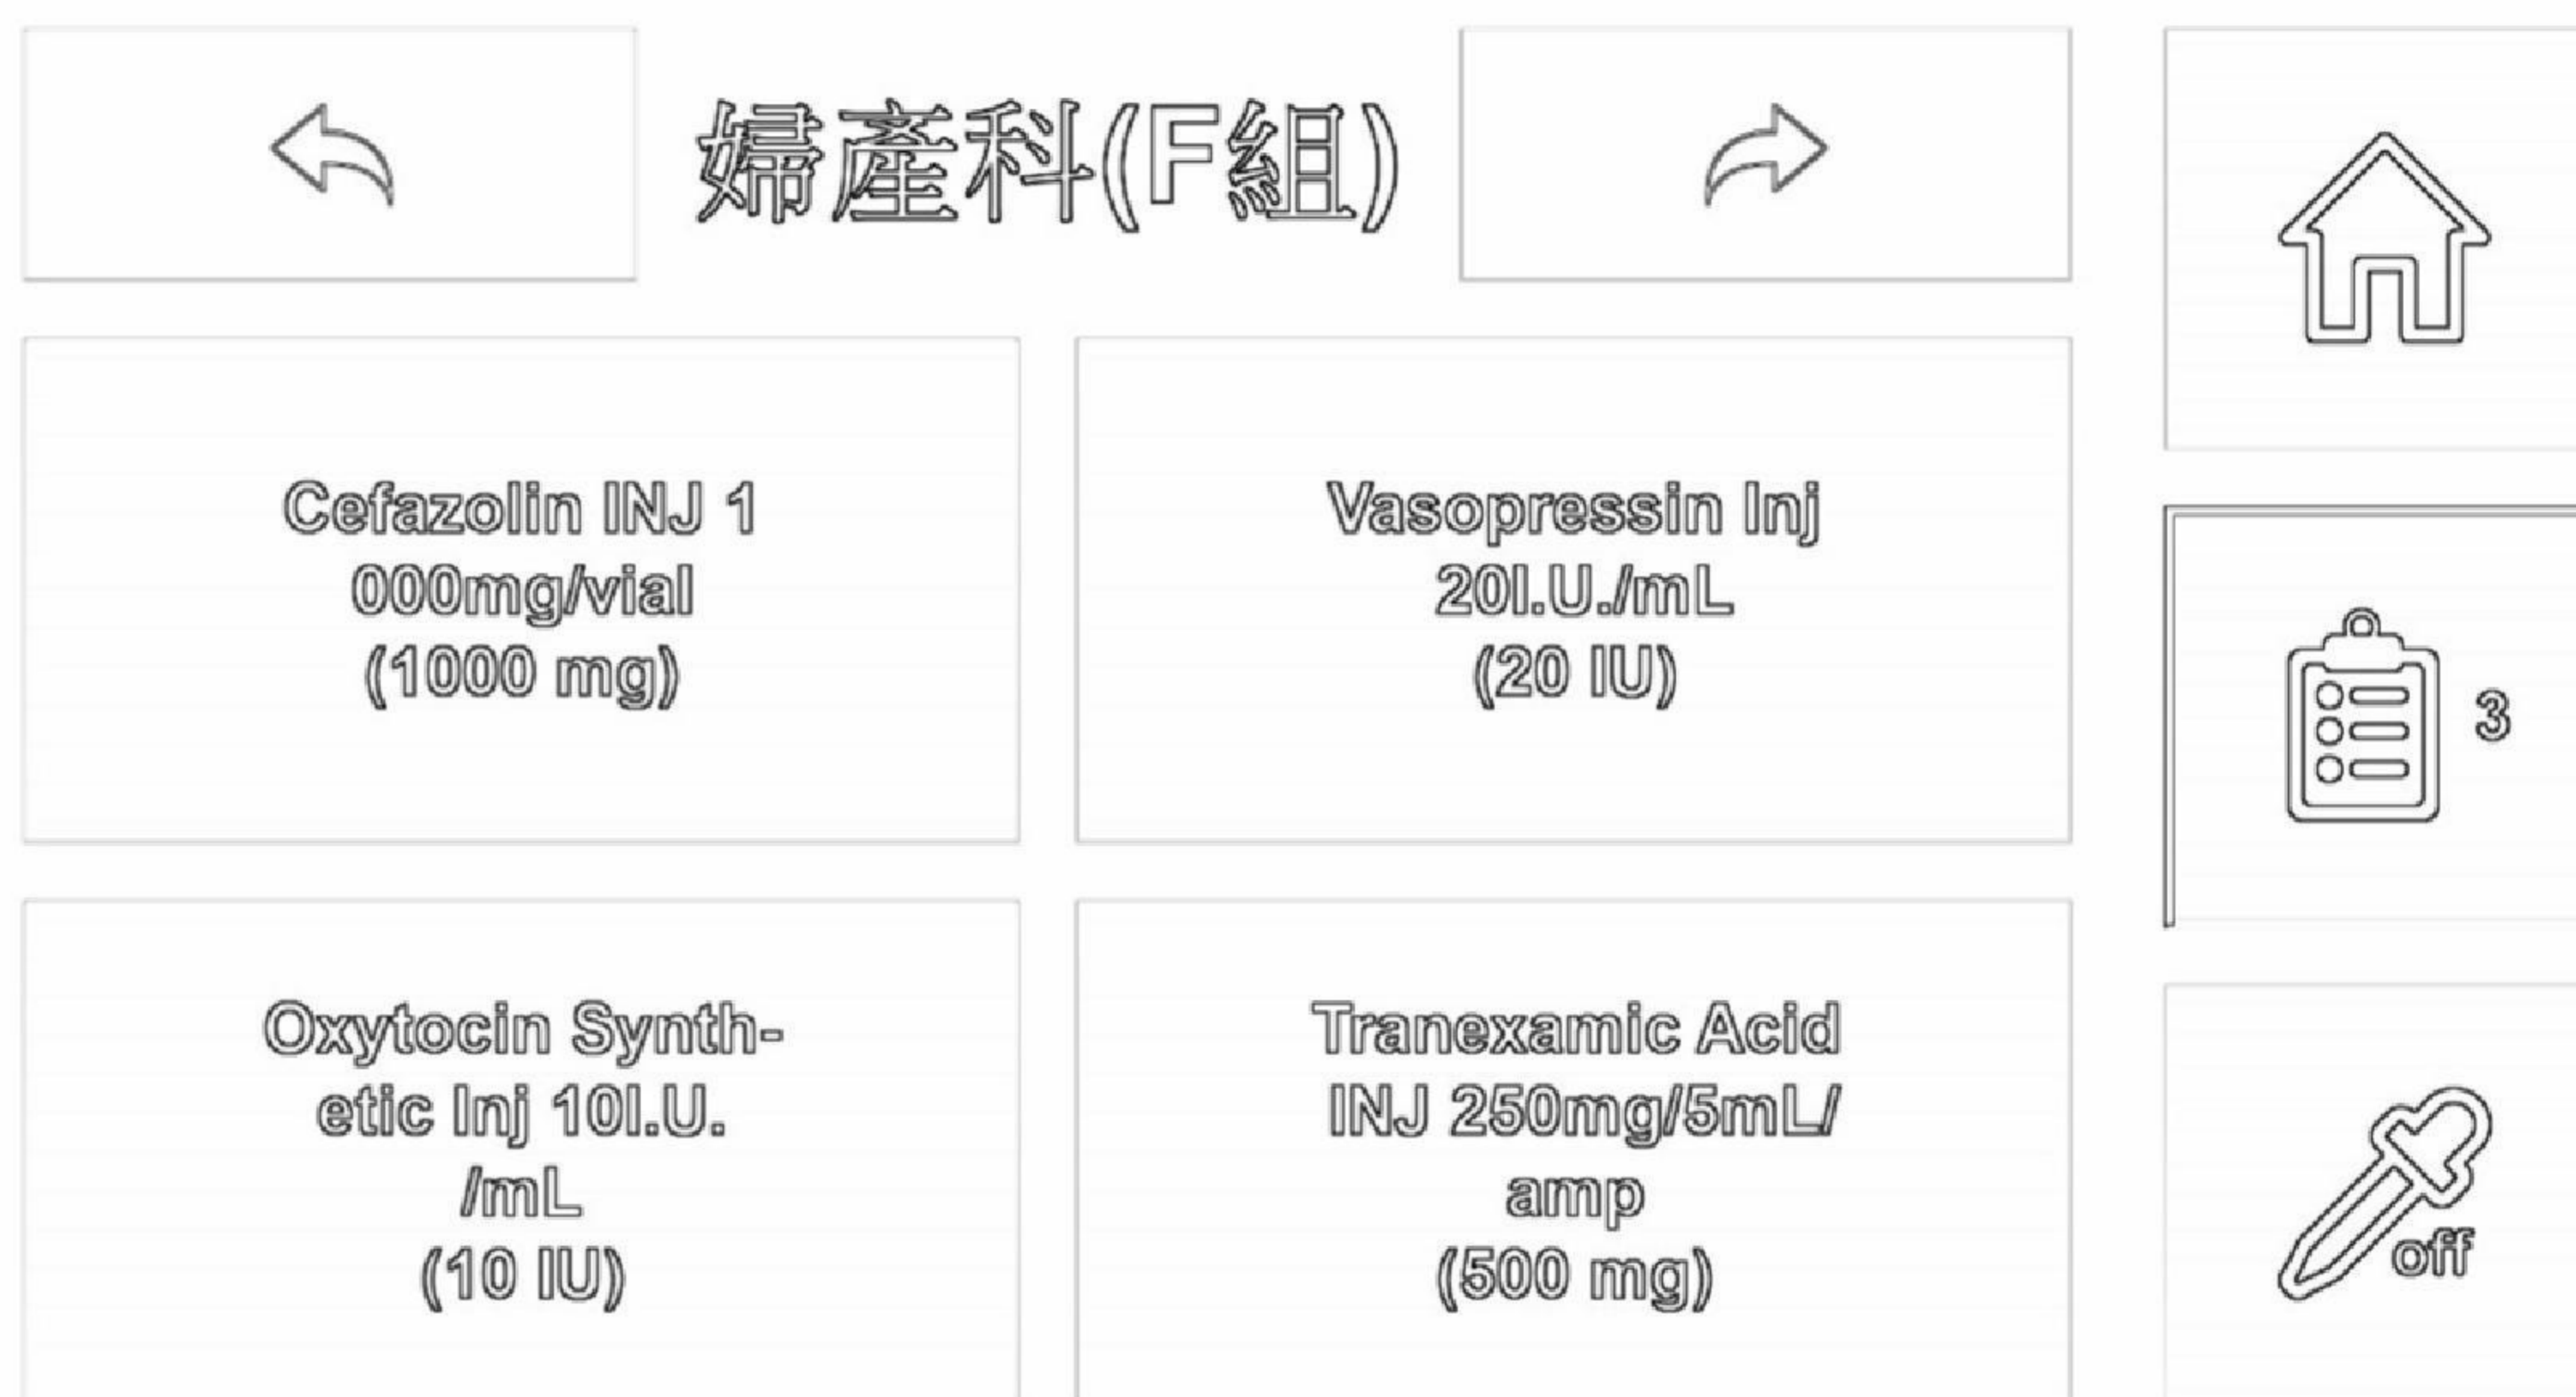 婦產科(F組)
Cefazolin INJ 1
000mg/vial
(1000 mg)
Vasopressin Inj
20I.U./mL
(20 IU)
3
Oxytocin Synth-
etic Inj 10I.U.
/mL
(10 IU)
Tranexamic Acid
INJ 250mg/5mL/
amp
(500 mg)
off